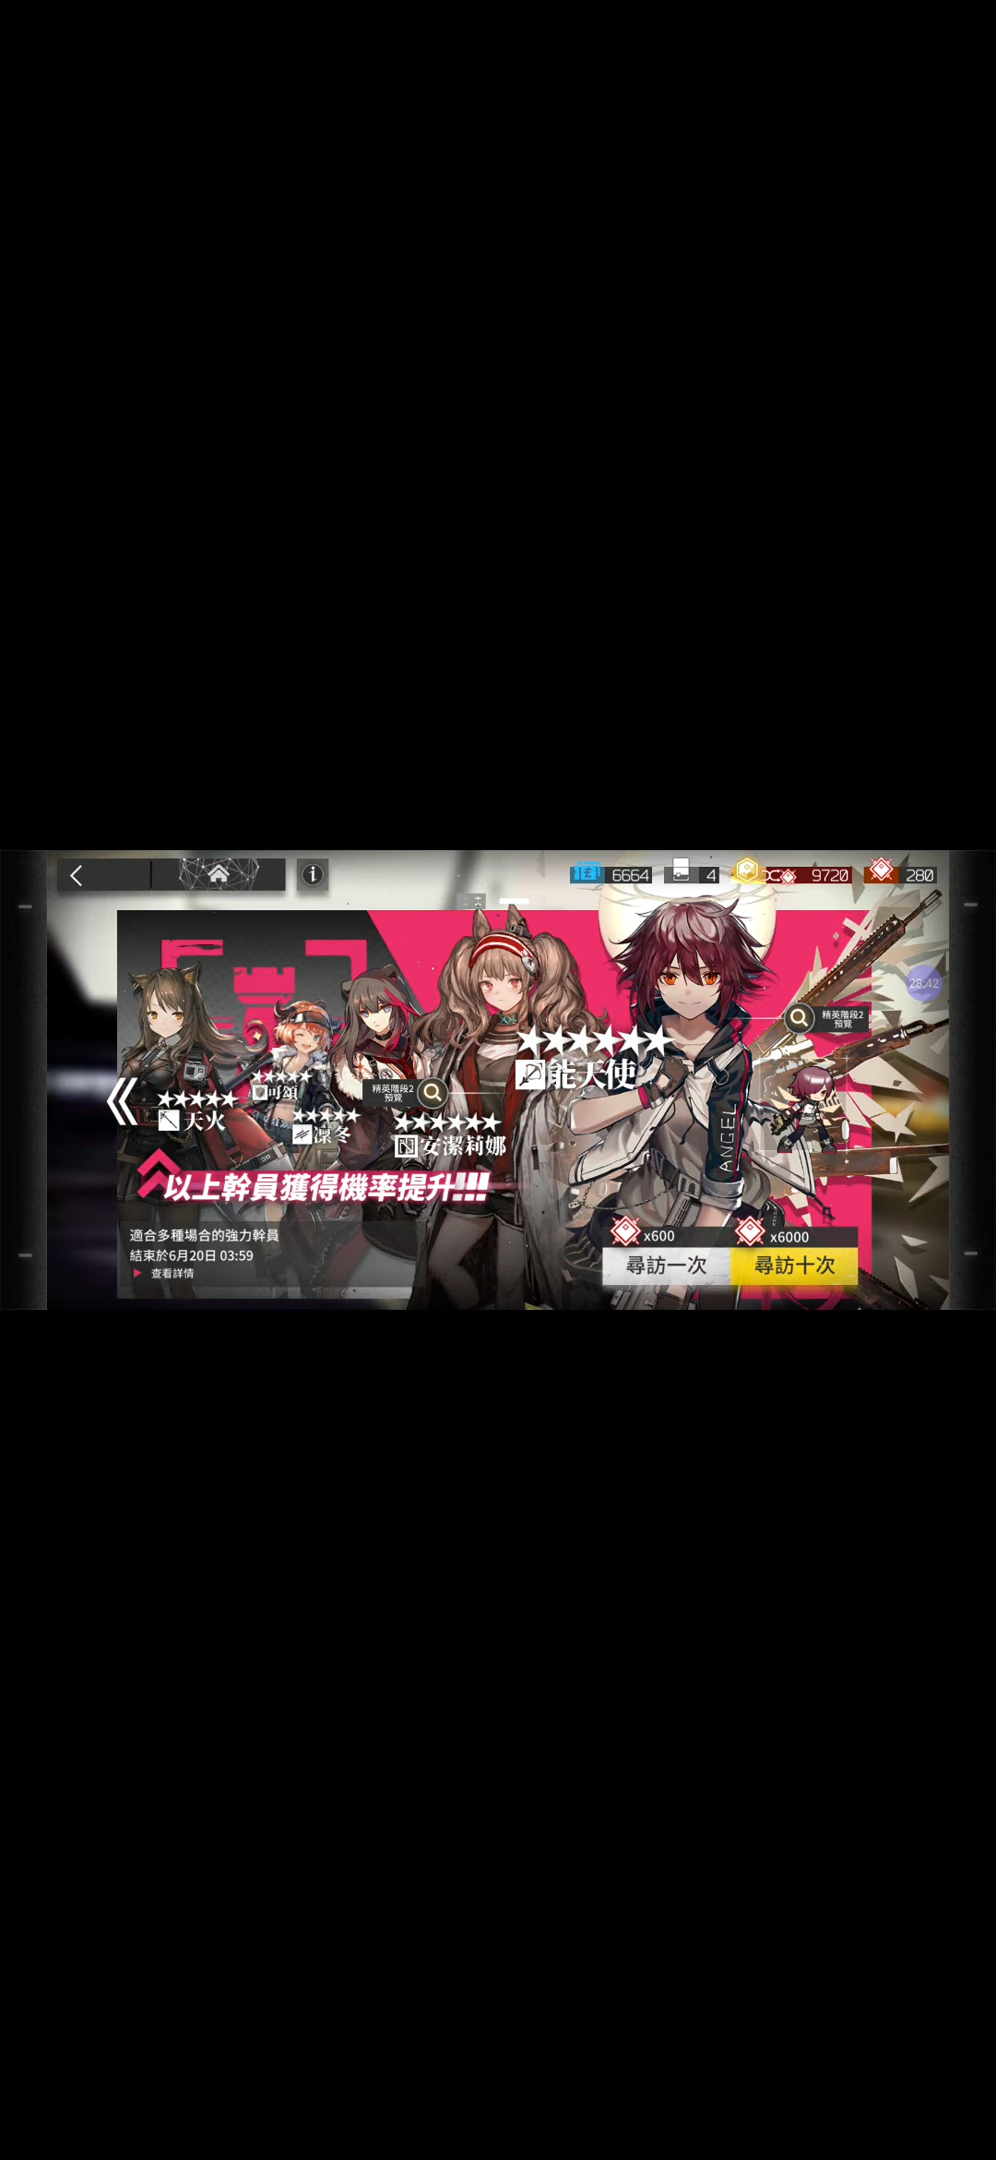 6664
4
9720
280
28.42
精英階段2
預覽
能天使
ANGEL
可頌
天火
凜冬
精英階段2
預覽
安潔莉娜
以上幹員獲得機率提升!!!
適合多種場合的強力幹員
結束於6月20日 03:59
查看詳情
x600
x6000
尋訪一次
尋訪十次